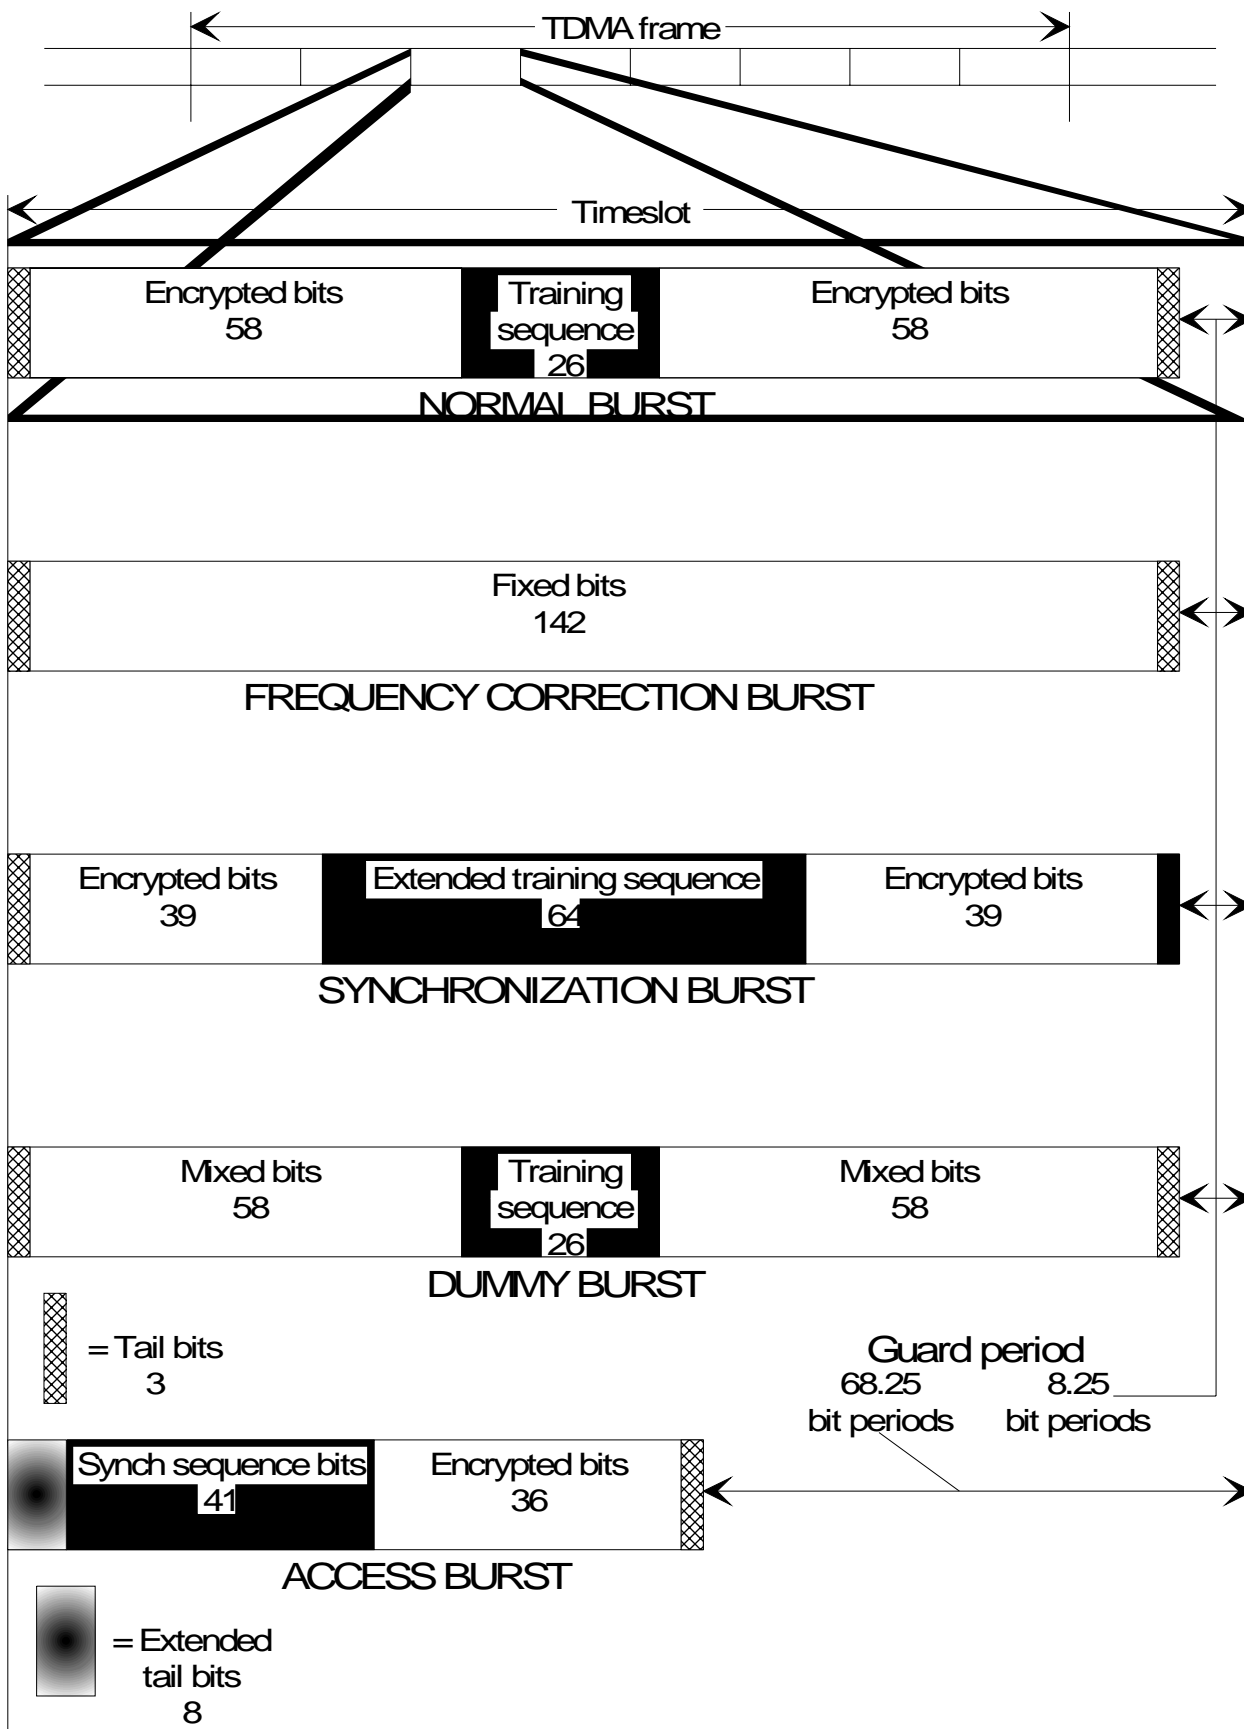 TDMA frame
Timeslot
Encrypted bits
58
Training
sequence
26
Encrypted bits
58
NORMAL BURST
Fixed bits
142
FREQUENCY CORRECTION BURST
Encrypted bits
39
Extended training sequence
64
Encrypted bits
39
SYNCHRONIZATION BURST
Mixed bits
58
Training
sequence
26
Mixed bits
58
DUMMY BURST
= Tail bits
3
Guard period
68.25
bit periods
8.25
bit periods
Synch sequence bits
41
Encrypted bits
36
ACCESS BURST
= Extended
tail bits
8